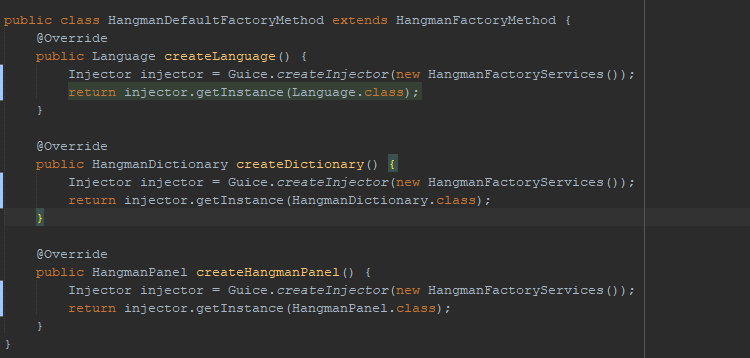 public class HangmanDefaultFactoryMethod extends HangmanFactoryMethod {
@Override
public Language createLanguage() {
Injector injector = Guice.createInjector(new HangmanFactoryServices());
return injector.getInstance(Language.class);
}
@Override
public HangmanDictionary createDictionary() {
Injector injector = Guice.createInjector(new HangmanFactoryServices());
return injector.getInstance(HangmanDictionary.class);
}
@Override
public HangmanPanel createHangmanPanel() {
Injector injector = Guice.createInjector(new HangmanFactoryServices());
return injector.getInstance(HangmanPanel.class);
}
}